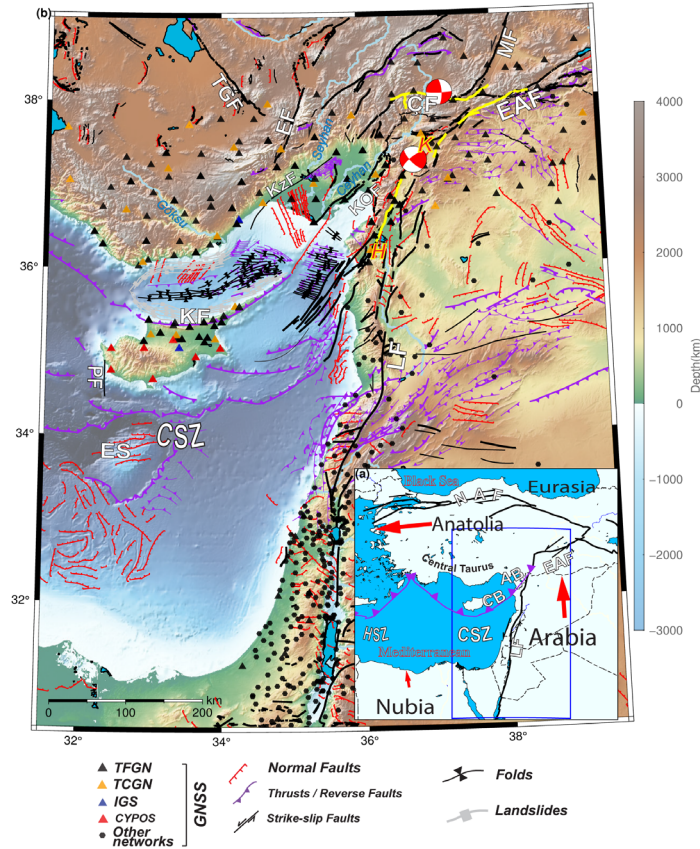 (b)
MF
38°
TGF
EF
CF
EAF
Seyhan
K
KzF
Ceyhan
KOF
Göksu
H
36°
KF
LF
PF
34°
CSZ
ES
32°
0
100
200
km
32°
34°
36°
38°
4000
3000
2000
1000
0
−1000
−2000
−3000
Depth(km)
(a)
Black Sea
Eurasia
N A F
Anatolia
Central Taurus
AB
EAF
CB
HSZ
CSZ
Arabia
LF
Mediterranean
Nubia
TFGN
TCGN
IGS
CYPOS
Other
networks
GNSS
Normal Faults
Thrusts / Reverse Faults
Strike-slip Faults
Folds
Landslides